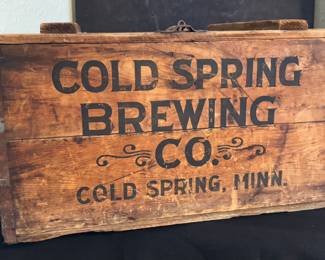 COLD SPRING
BREWING
CO.
COLD SPRING, MINN.